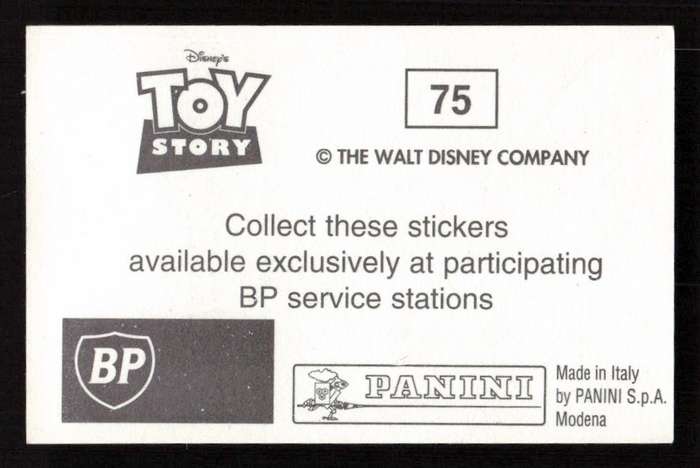 Disney's
TOY
STORY
75
© THE WALT DISNEY COMPANY
Collect these stickers
available exclusively at participating
BP service stations
BP
PANINI
Made in Italy
by PANINI S.p.A.
Modena